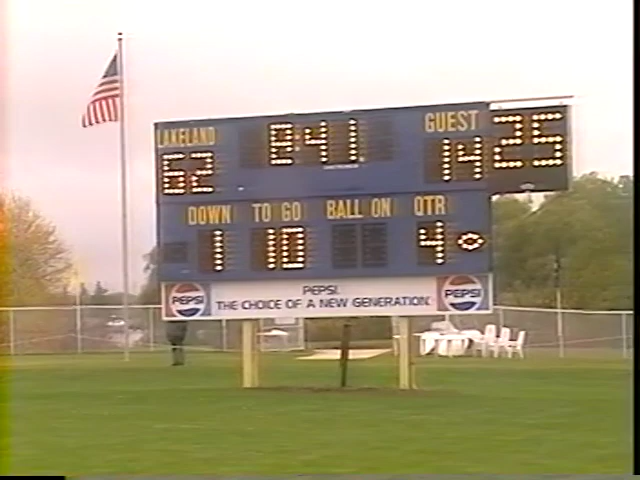 LAKELAND 8:41 GUEST 25
62 14
DOWN TO GO BALL ON QTR
1 10 4
PEPSI PEPSI. PEPSI
THE CHOICE OF A NEW GENERATION